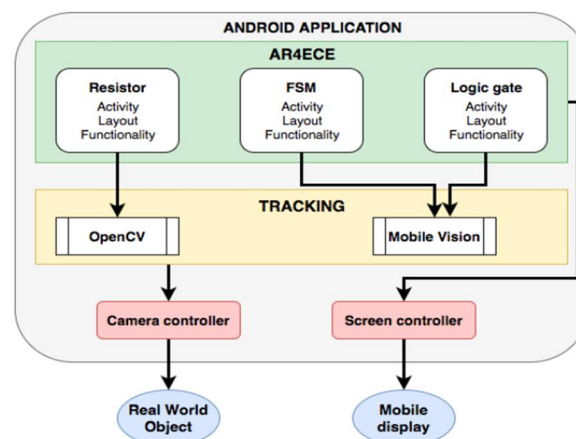 ANDROID APPLICATION
AR4ECE
Resistor
Activity
Layout
Functionality
FSM
Activity
Layout
Functionality
Logic gate
Activity
Layout
Functionality
TRACKING
OpenCV
Mobile Vision
Camera controller
Screen controller
Real World
Object
Mobile
display